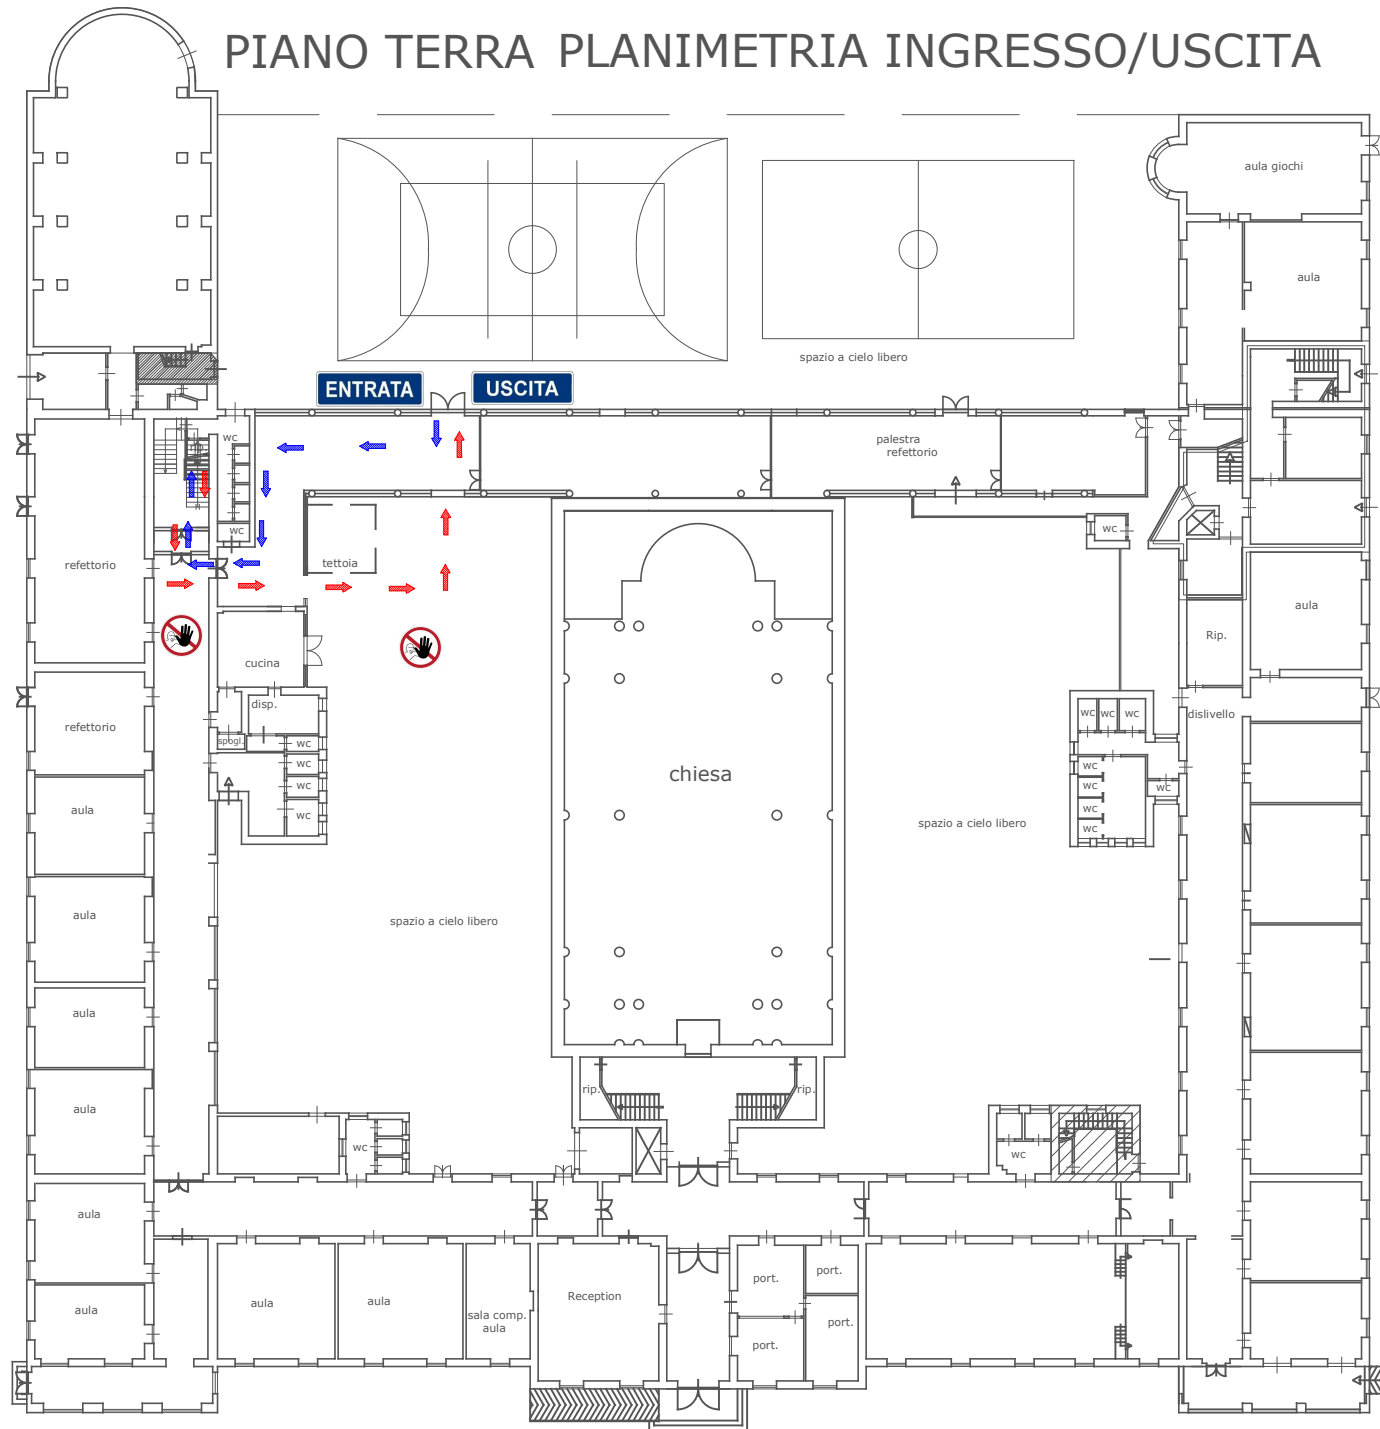 PIANO TERRA PLANIMETRIA INGRESSO/USCITA
aula giochi
aula
spazio a cielo libero
ENTRATA
USCITA
wc
palestra
refettorio
wc
wc
refettorio
tettoia
aula
Rip.
cucina
disp.
refettorio
spogl.
wc
wc
wc
wc
wc
wc
wc
dislivello
wc
wc
wc
wc
wc
chiesa
aula
spazio a cielo libero
aula
spazio a cielo libero
aula
aula
rip.
rip.
wc
wc
aula
aula
aula
aula
sala comp.
aula
Reception
port.
port.
port.
port.